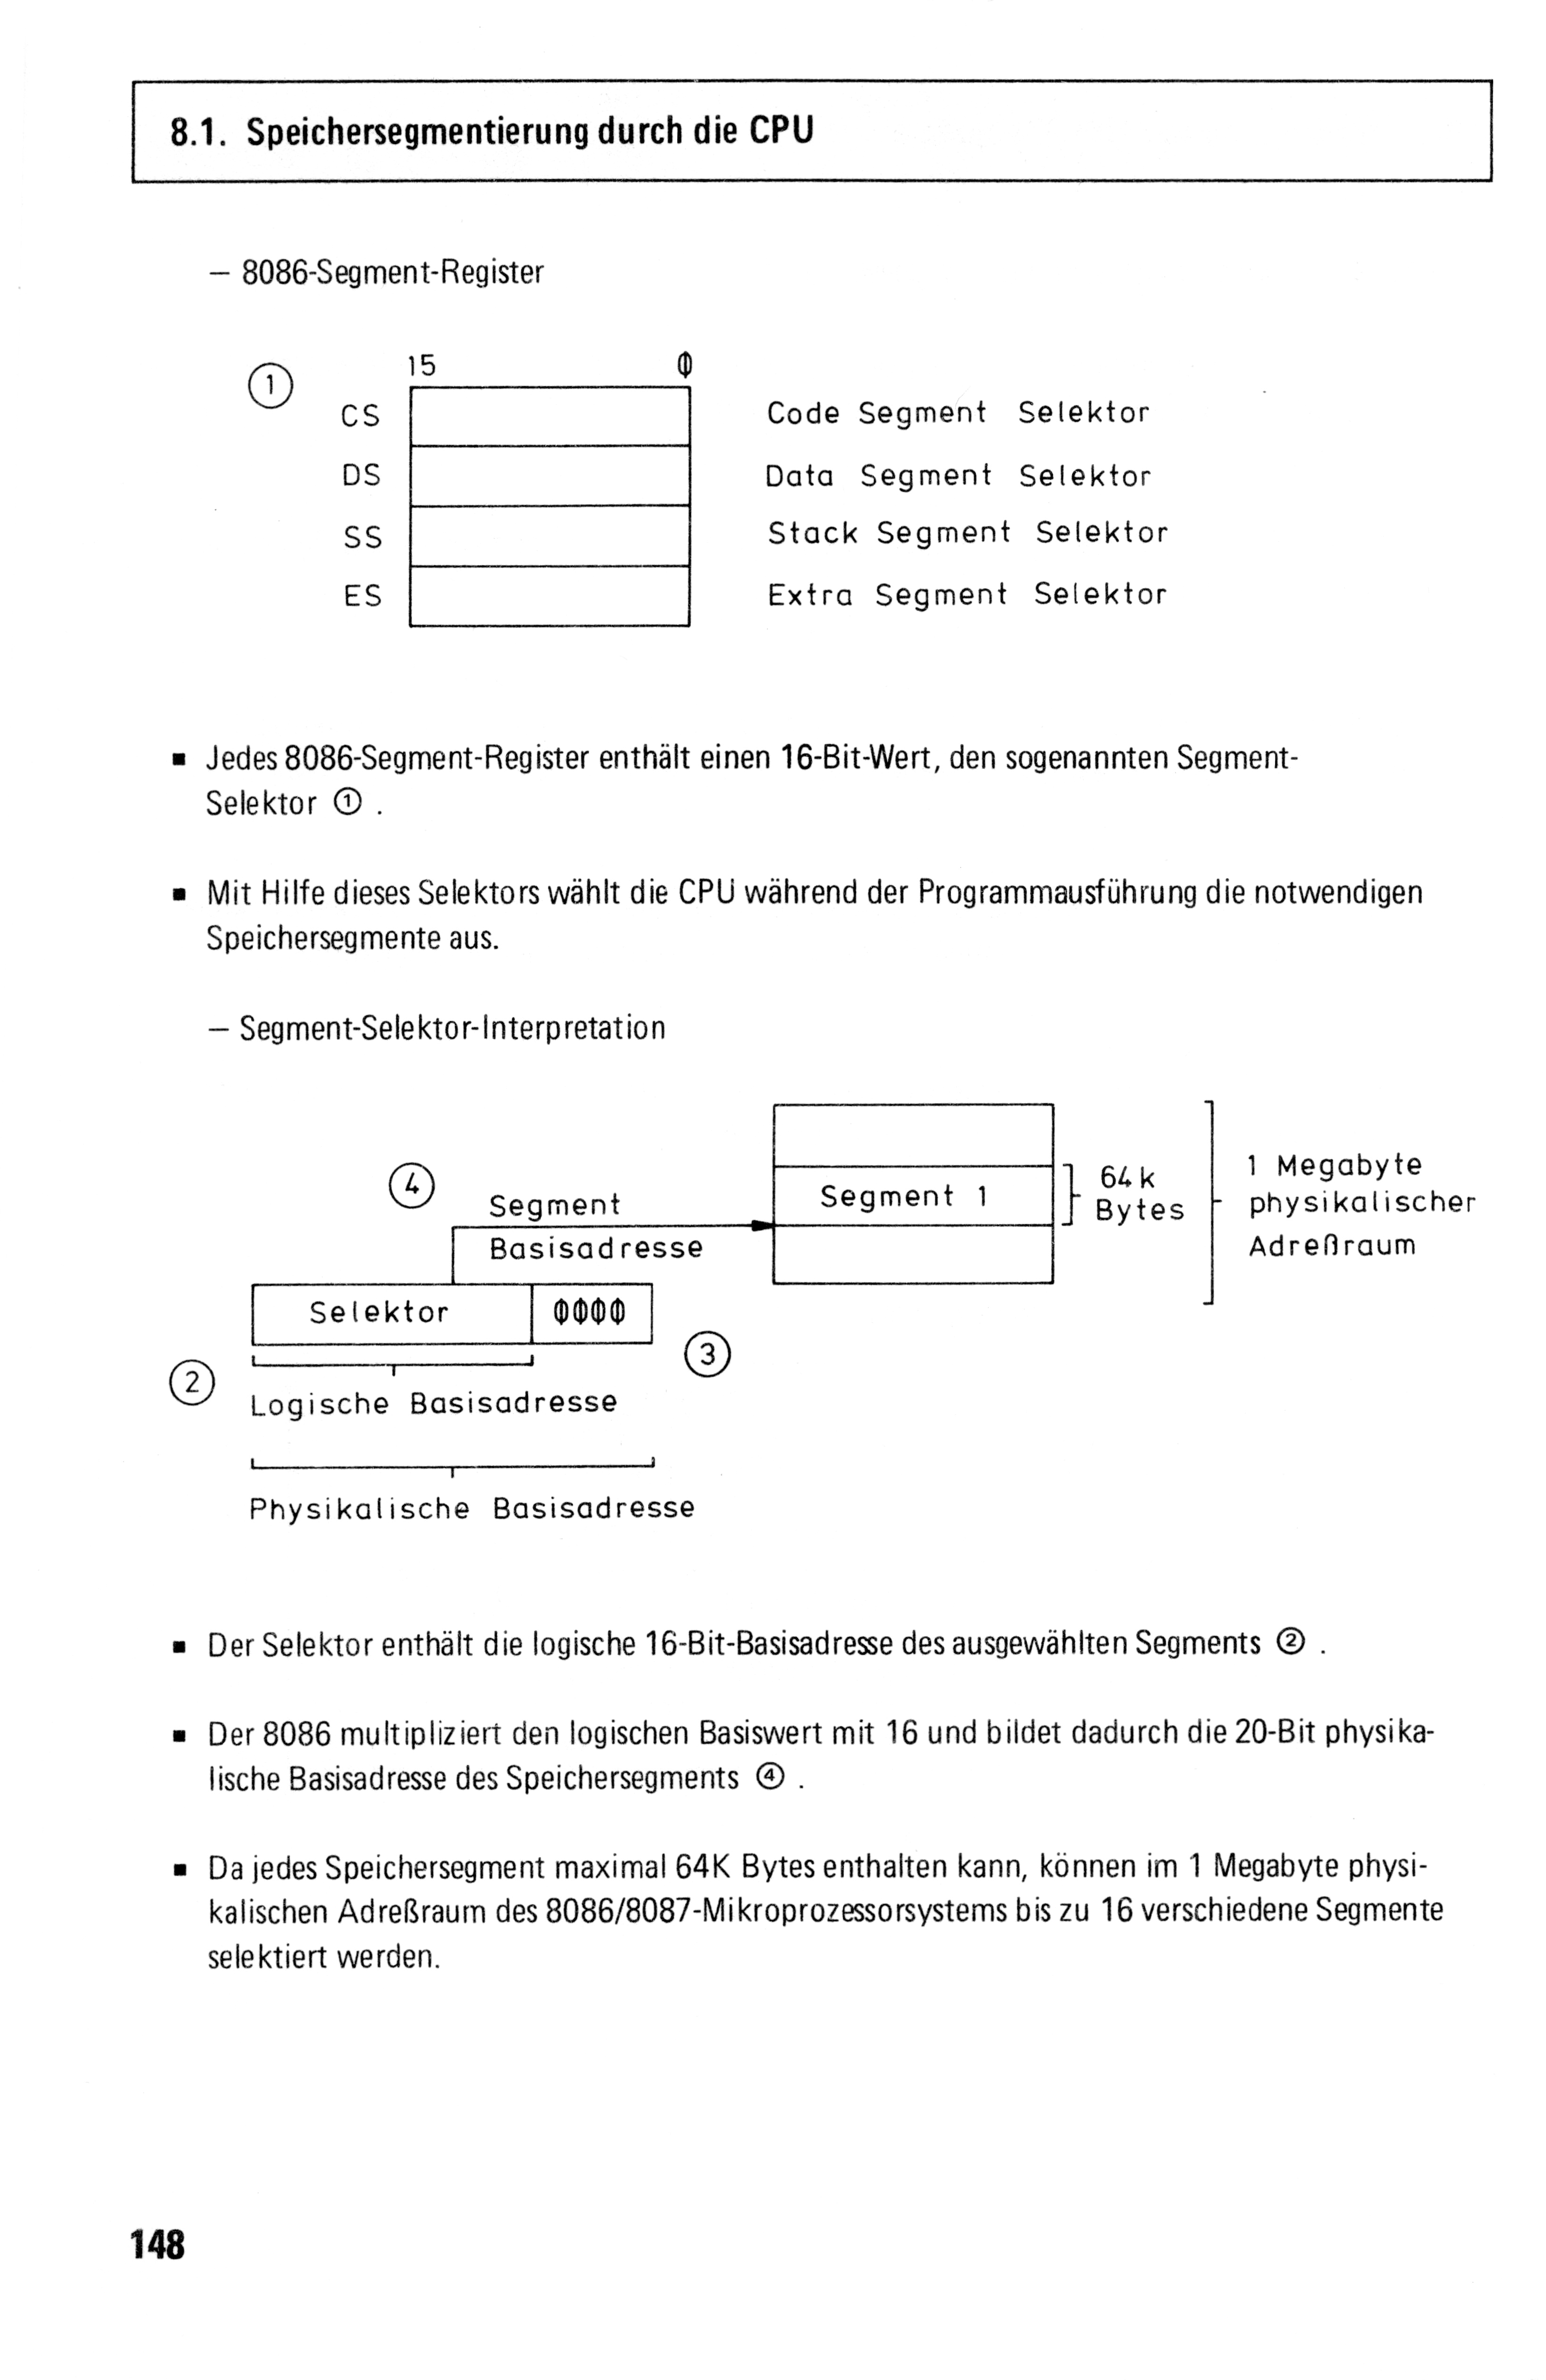 8.1. Speichersegmentierung durch die CPU
– 8086-Segment-Register
15 0
1
CS Code Segment Selektor
DS Data Segment Selektor
SS Stack Segment Selektor
ES Extra Segment Selektor
■ Jedes 8086-Segment-Register enthält einen 16-Bit-Wert, den sogenannten Segment-
Selektor ① .
■ Mit Hilfe dieses Selektors wählt die CPU während der Programmausführung die notwendigen
Speichersegmente aus.
– Segment-Selektor-Interpretation
4
Segment
Basisadresse
Segment 1
64k
Bytes
1 Megabyte
physikalischer
Adreßraum
Selektor 0000
3
2
Logische Basisadresse
Physikalische Basisadresse
■ Der Selektor enthält die logische 16-Bit-Basisadresse des ausgewählten Segments ② .
■ Der 8086 multipliziert den logischen Basiswert mit 16 und bildet dadurch die 20-Bit physika-
lische Basisadresse des Speichersegments ④ .
■ Da jedes Speichersegment maximal 64K Bytes enthalten kann, können im 1 Megabyte physi-
kalischen Adreßraum des 8086/8087-Mikroprozessorsystems bis zu 16 verschiedene Segmente
selektiert werden.
148